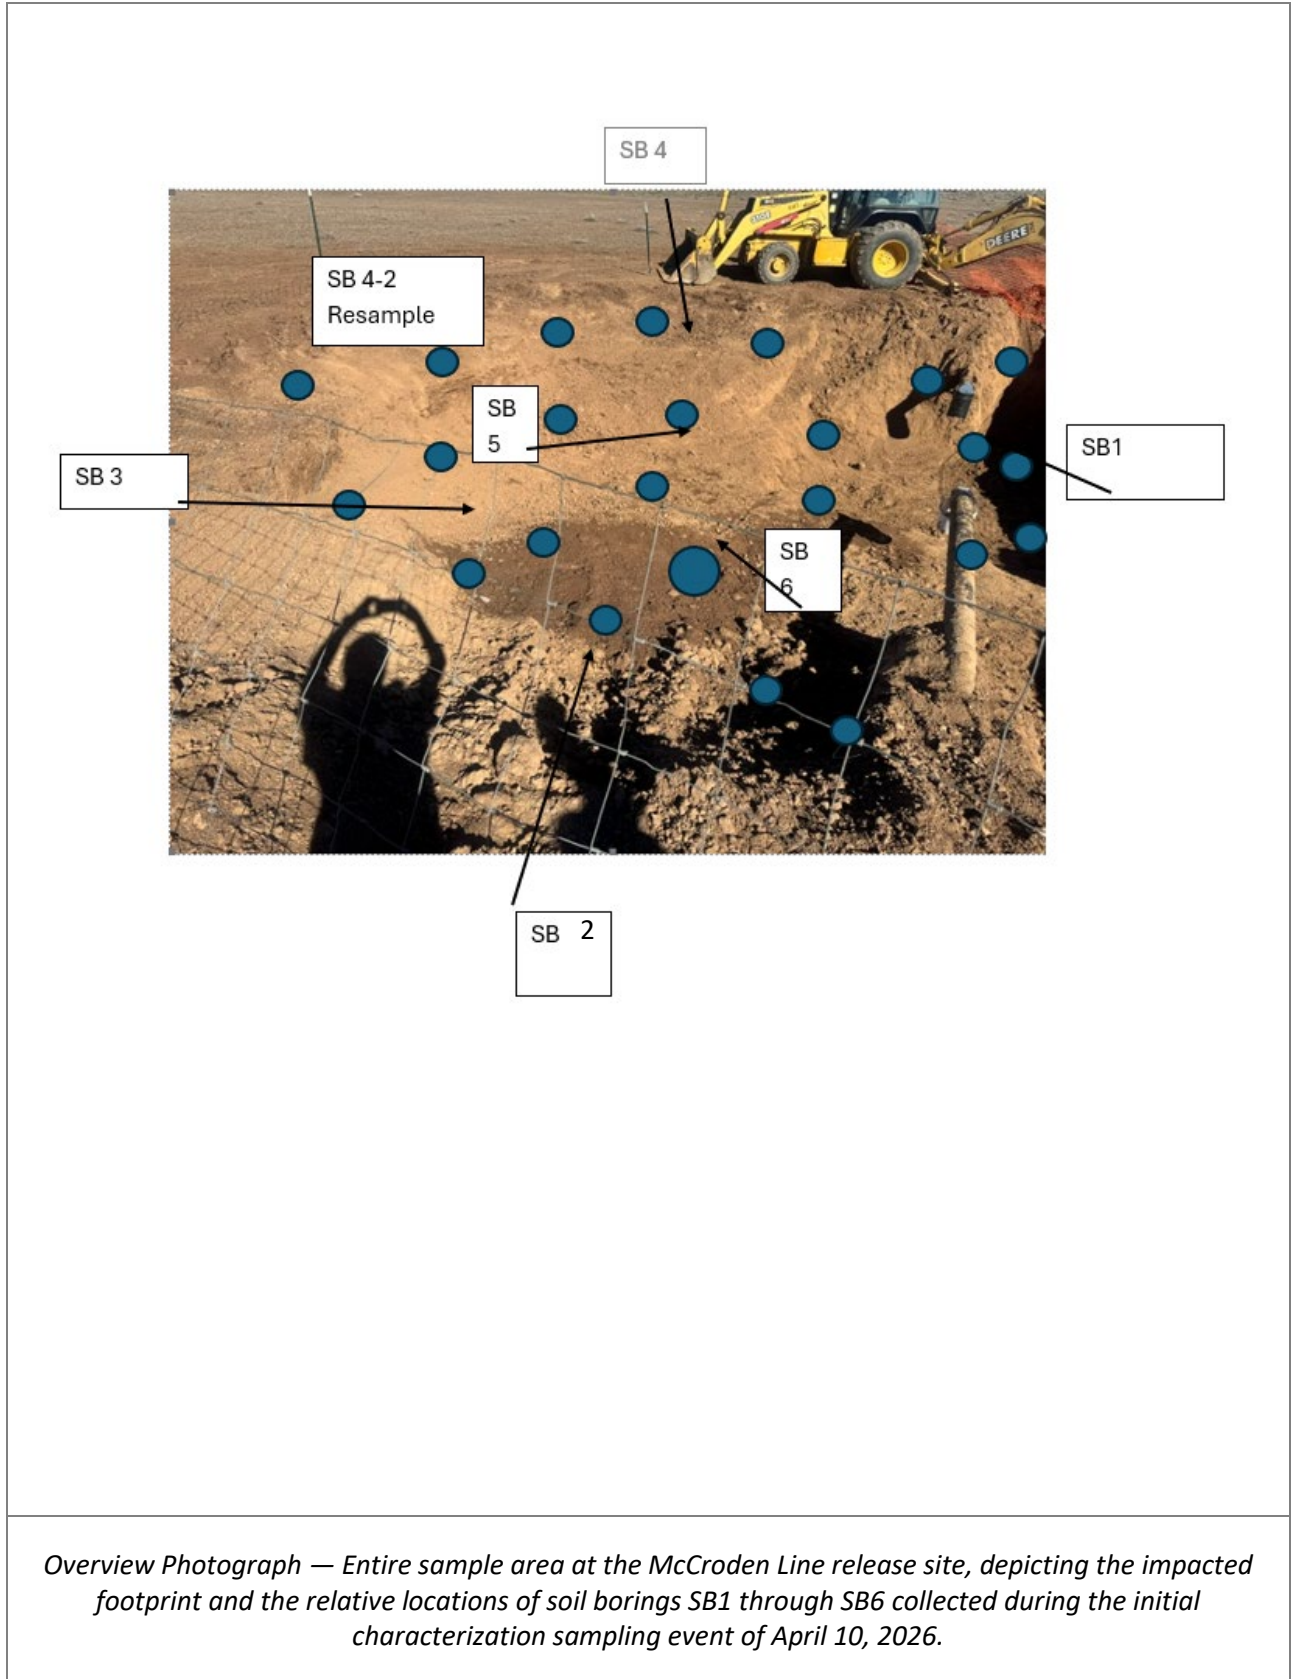 SB 4
SB 4-2
Resample
SB
5
SB 3
SB1
SB
6
SB 2
DEERE
310E
Overview Photograph — Entire sample area at the McCroden Line release site, depicting the impacted
footprint and the relative locations of soil borings SB1 through SB6 collected during the initial
characterization sampling event of April 10, 2026.